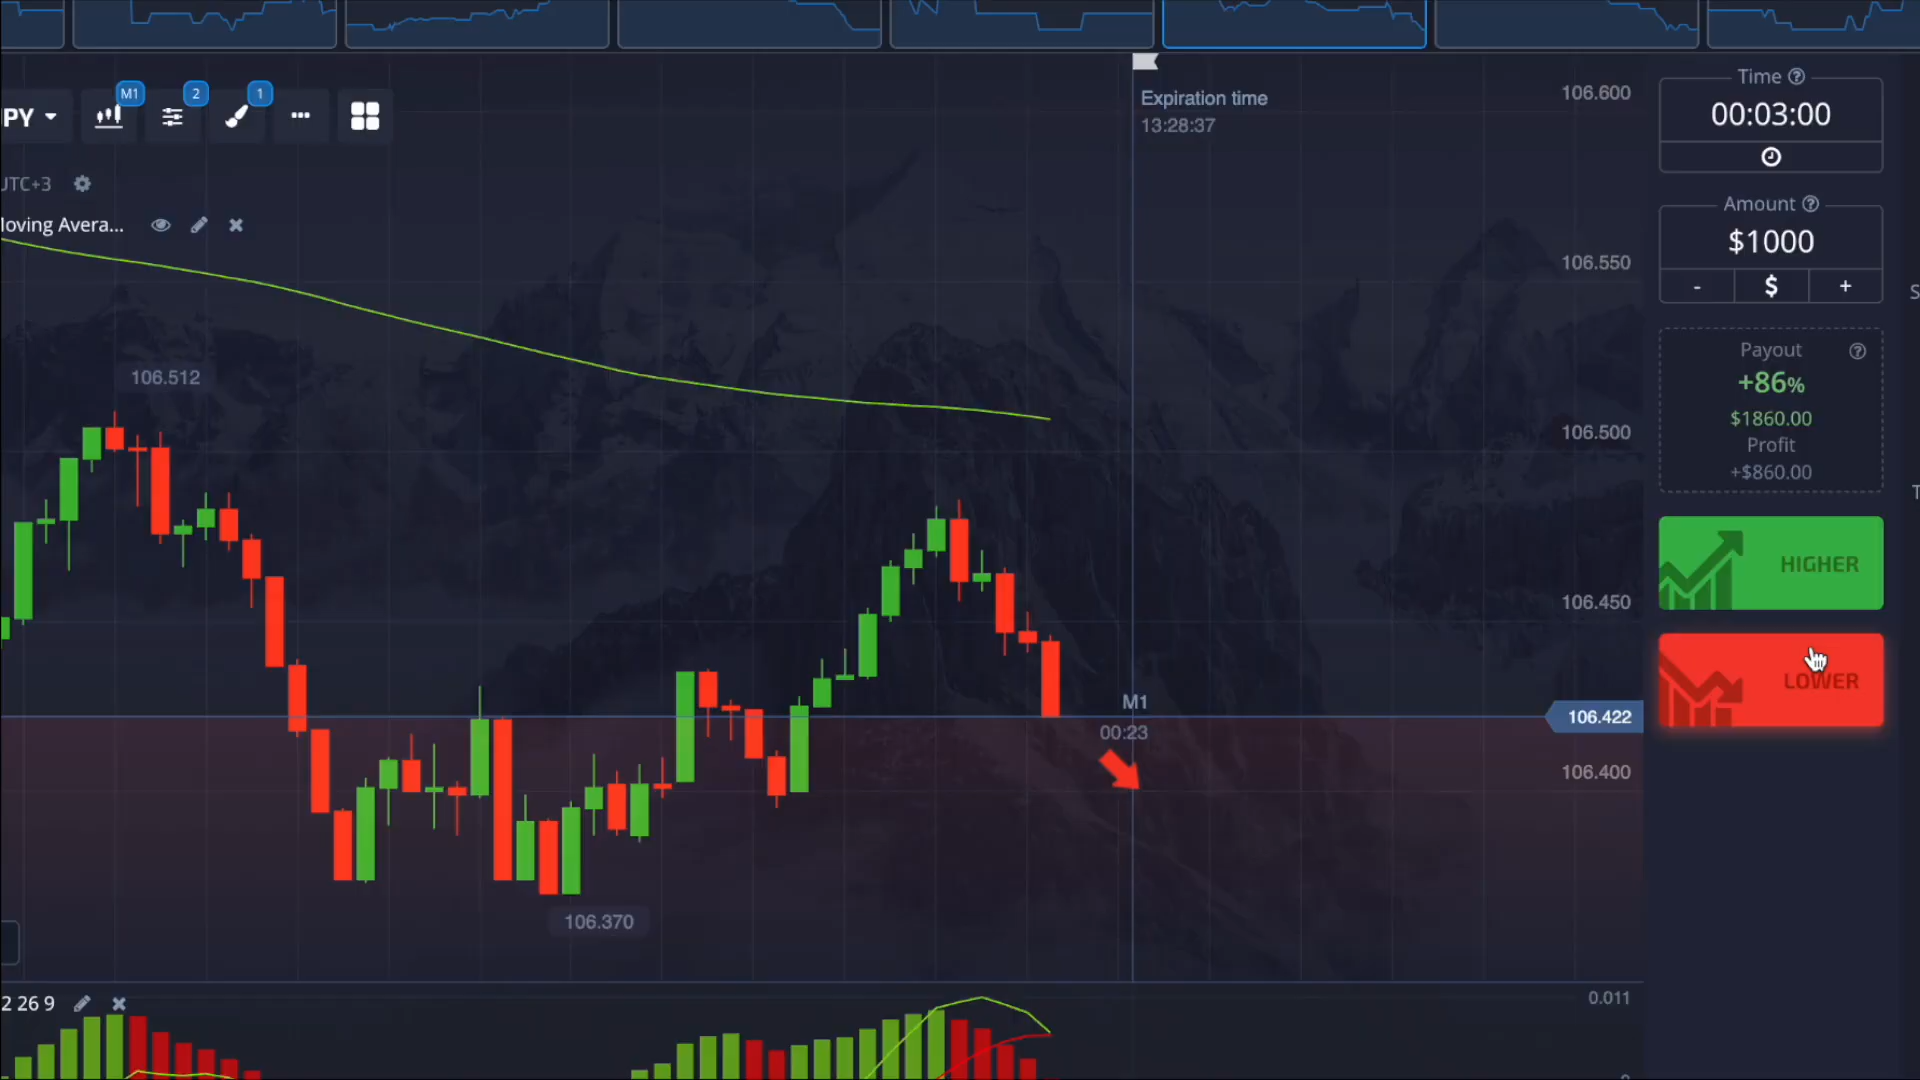 M1
2
1
PY
UTC+3
loving Avera...
Expiration time
13:28:37
106.600
106.550
106.500
106.450
106.422
106.400
106.512
106.370
M1
00:23
2 26 9
0.011
Time
00:03:00
Amount
$1000
- $ +
Payout
+86%
$1860.00
Profit
+$860.00
HIGHER
LOWER
S
T